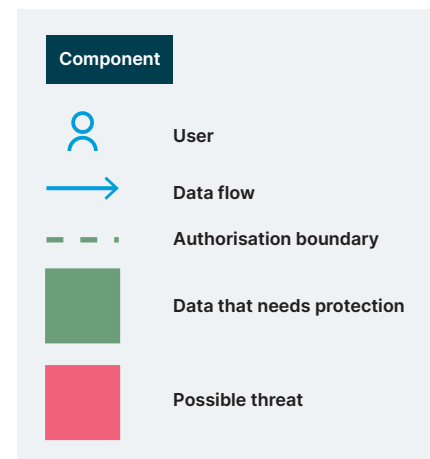 Component
User
Data flow
Authorisation boundary
Data that needs protection
Possible threat